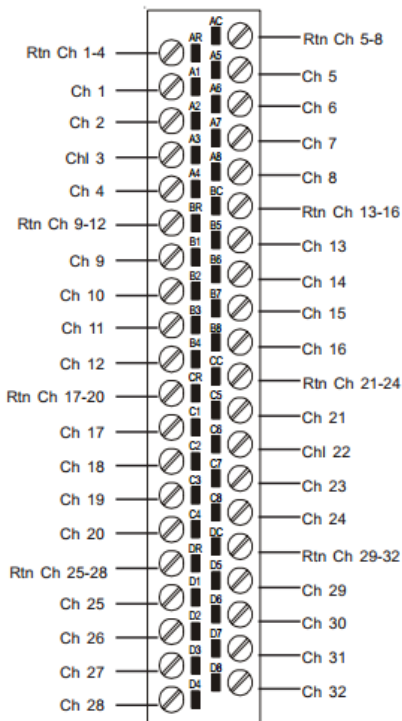 AC
Rtn Ch 5-8
AR
Rtn Ch 1-4
A5
Ch 5
A1
Ch 1
A6
Ch 6
A2
Ch 2
A7
Ch 7
A3
Chl 3
A8
Ch 8
A4
Ch 4
BC
Rtn Ch 13-16
BR
Rtn Ch 9-12
B5
Ch 13
B1
Ch 9
B6
Ch 14
B2
Ch 10
B7
Ch 15
B3
Ch 11
B8
Ch 16
B4
Ch 12
CC
Rtn Ch 21-24
CR
Rtn Ch 17-20
C5
Ch 21
C1
Ch 17
C6
Chl 22
C2
Ch 18
C7
Ch 23
C3
Ch 19
C8
Ch 24
C4
Ch 20
DC
Rtn Ch 29-32
DR
Rtn Ch 25-28
D5
Ch 29
D1
Ch 25
D6
Ch 30
D2
Ch 26
D7
Ch 31
D3
Ch 27
D8
Ch 32
D4
Ch 28